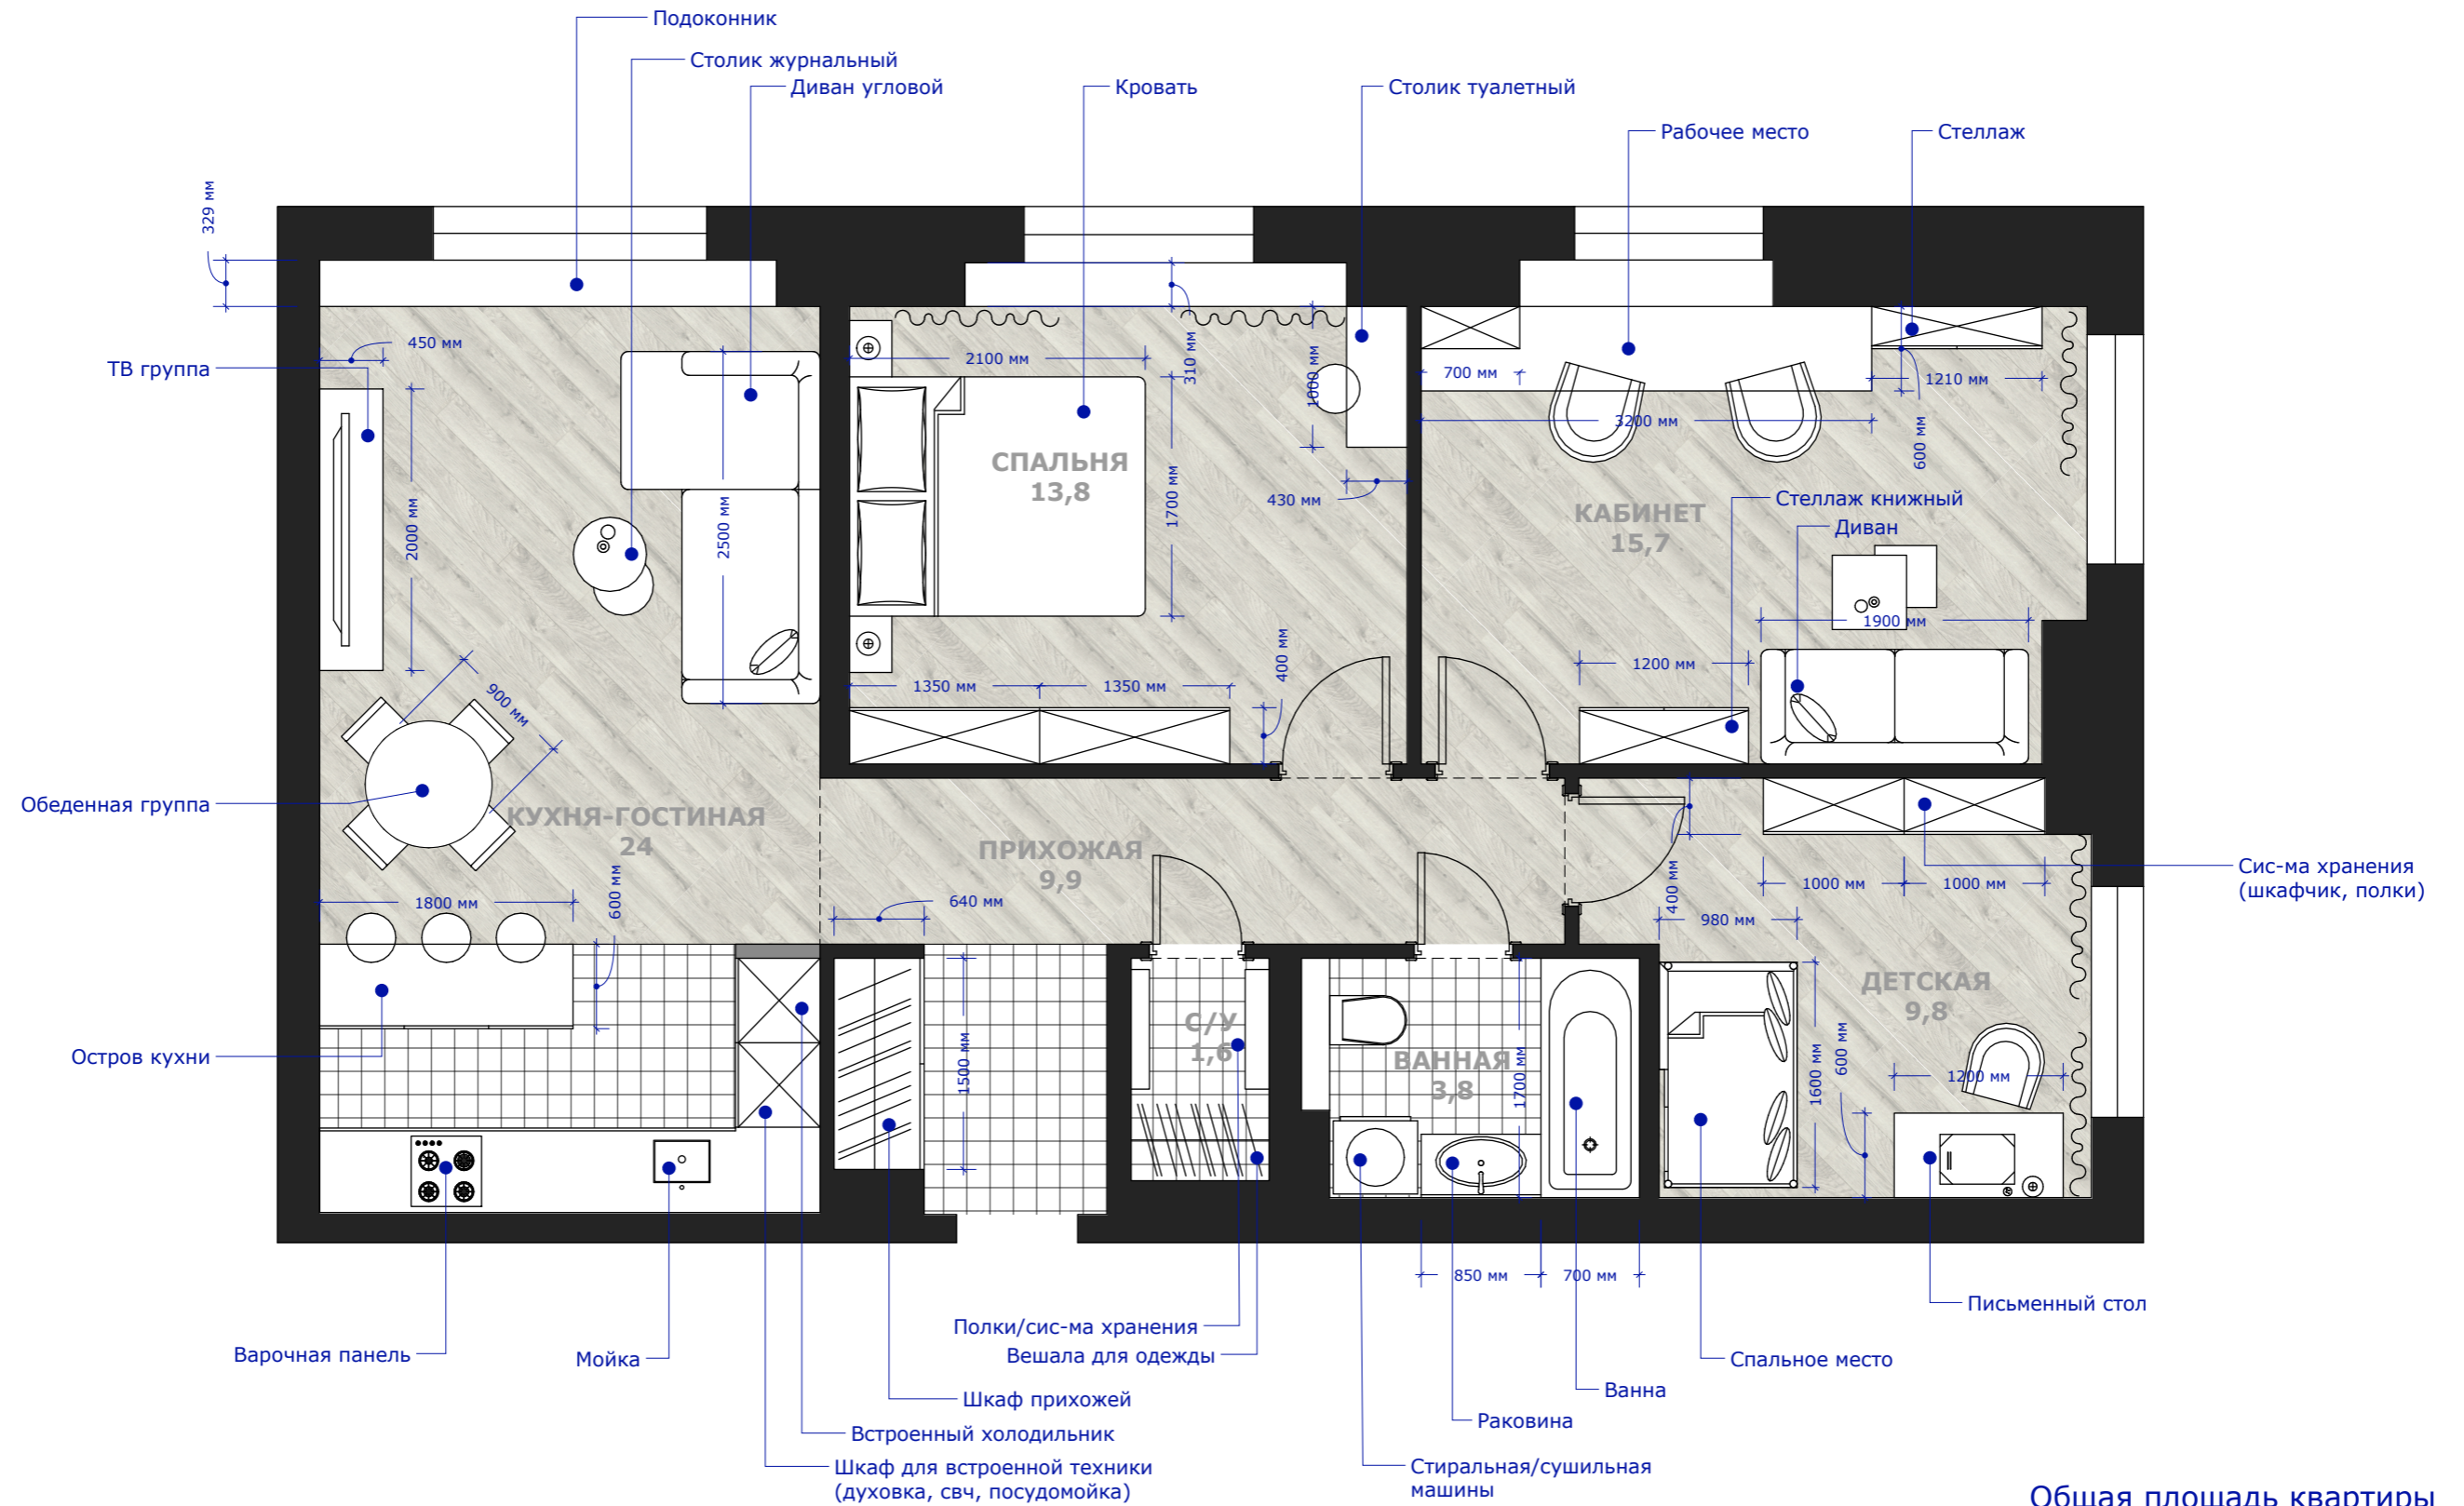 Подоконник
Столик журнальный
Диван угловой
Кровать
Столик туалетный
Рабочее место
Стеллаж
329 мм
ТВ группа
450 мм
2100 мм
310 мм
1000 мм
700 мм
1210 мм
3200 мм
600 мм
СПАЛЬНЯ
13,8
1700 мм
430 мм
2000 мм
2500 мм
КАБИНЕТ
15,7
Стеллаж книжный
Диван
1900 мм
1200 мм
400 мм
1350 мм
1350 мм
900 мм
Обеденная группа
КУХНЯ-ГОСТИНАЯ
24
ПРИХОЖАЯ
9,9
Сис-ма хранения
(шкафчик, полки)
1000 мм
1000 мм
400 мм
980 мм
1800 мм
600 мм
640 мм
ДЕТСКАЯ
9,8
С/У
1,6
ВАННАЯ
3,8
1500 мм
1700 мм
1600 мм
600 мм
1200 мм
Остров кухни
850 мм
700 мм
Письменный стол
Полки/сис-ма хранения
Вешала для одежды
Варочная панель
Мойка
Спальное место
Шкаф прихожей
Ванна
Раковина
Встроенный холодильник
Шкаф для встроенной техники
(духовка, свч, посудомойка)
Стиральная/сушильная
машины
Общая площадь квартиры